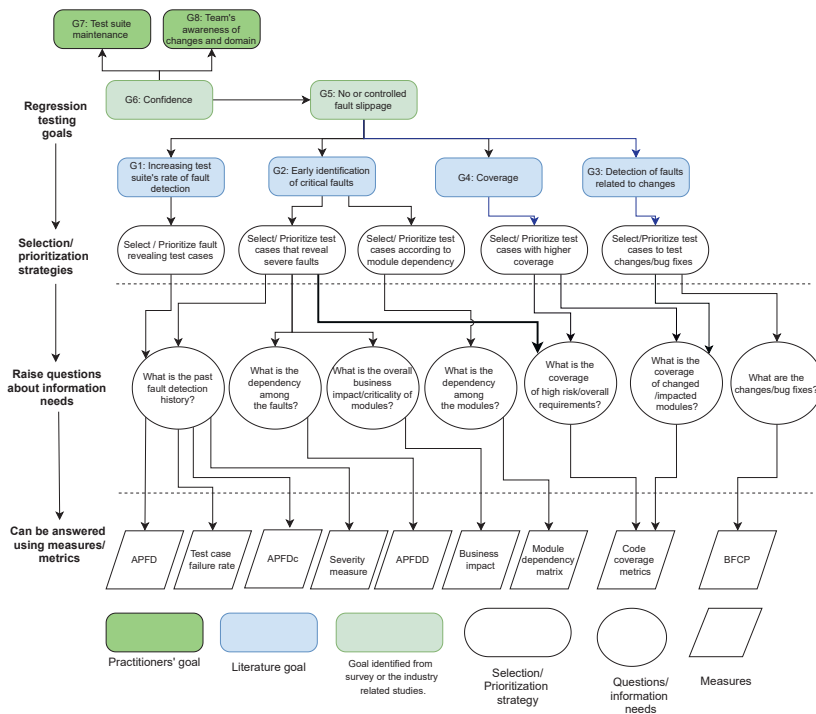 G7: Test suite
maintenance
G8: Team's
awareness of
changes and domain
G6: Confidence
G5: No or controlled
fault slippage
Regression
testing
goals
G1: Increasing test
suite's rate of fault
detection
G2: Early identification
of critical faults
G4: Coverage
G3: Detection of faults
related to changes
Selection/
prioritization
strategies
Select / Prioritize fault
revealing test cases
Select/ Prioritize test
cases that reveal
severe faults
Select/ Prioritize test
cases according to
module dependency
Select/ Prioritize test
cases with higher
coverage
Select/Prioritize test
cases to test
changes/bug fixes
Raise questions
about information
needs
What is the past
fault detection
history?
What is the
dependency
among
the faults?
What is the overall
business
impact/criticality of
modules?
What is the
dependency
among
the modules?
What is the
coverage
of high risk/overall
requirements?
What is the
coverage
of changed
/impacted
modules?
What are the
changes/bug fixes?
Can be answered
using measures/
metrics
APFD
Test case
failure rate
APFDc
Severity
measure
APFDD
Business
impact
Module
dependency
matrix
Code
coverage
metrics
BFCP
Practitioners' goal
Literature goal
Goal identified from
survey or the industry
related studies.
Selection/
Prioritization
strategy
Questions/
information
needs
Measures